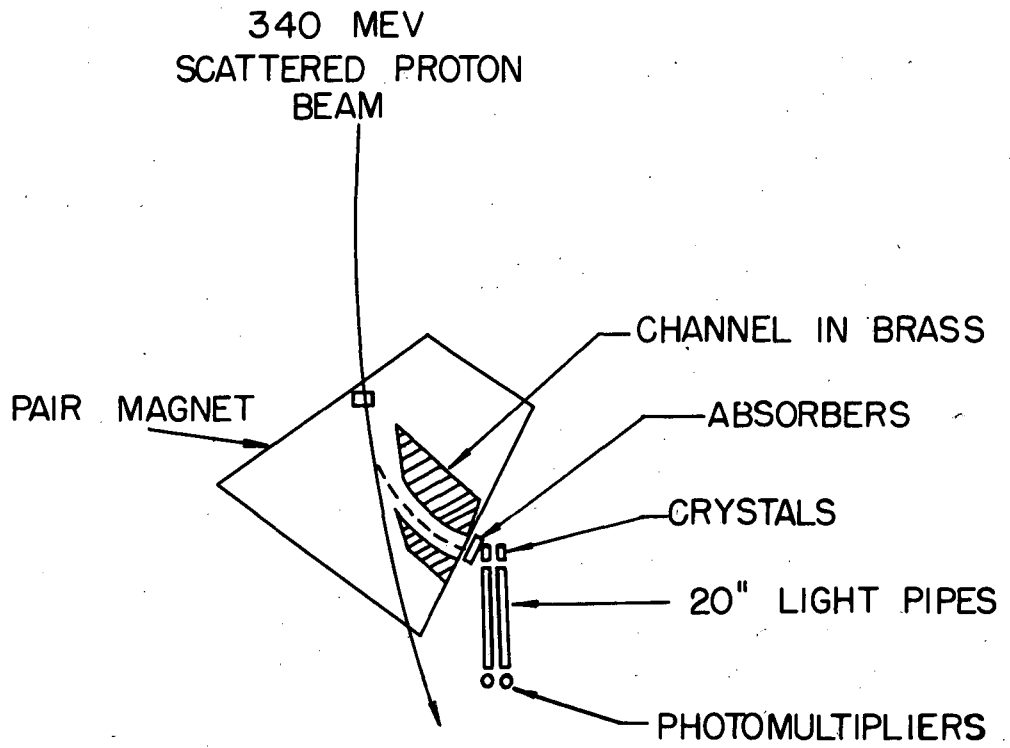 340 MEV
SCATTERED PROTON
BEAM
CHANNEL IN BRASS
PAIR MAGNET
ABSORBERS
CRYSTALS
20" LIGHT PIPES
PHOTOMULTIPLIERS